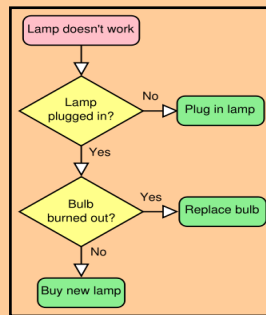 Lamp doesn't work
Lamp
plugged in?
No
Plug in lamp
Yes
Bulb
burned out?
Yes
Replace bulb
No
Buy new lamp